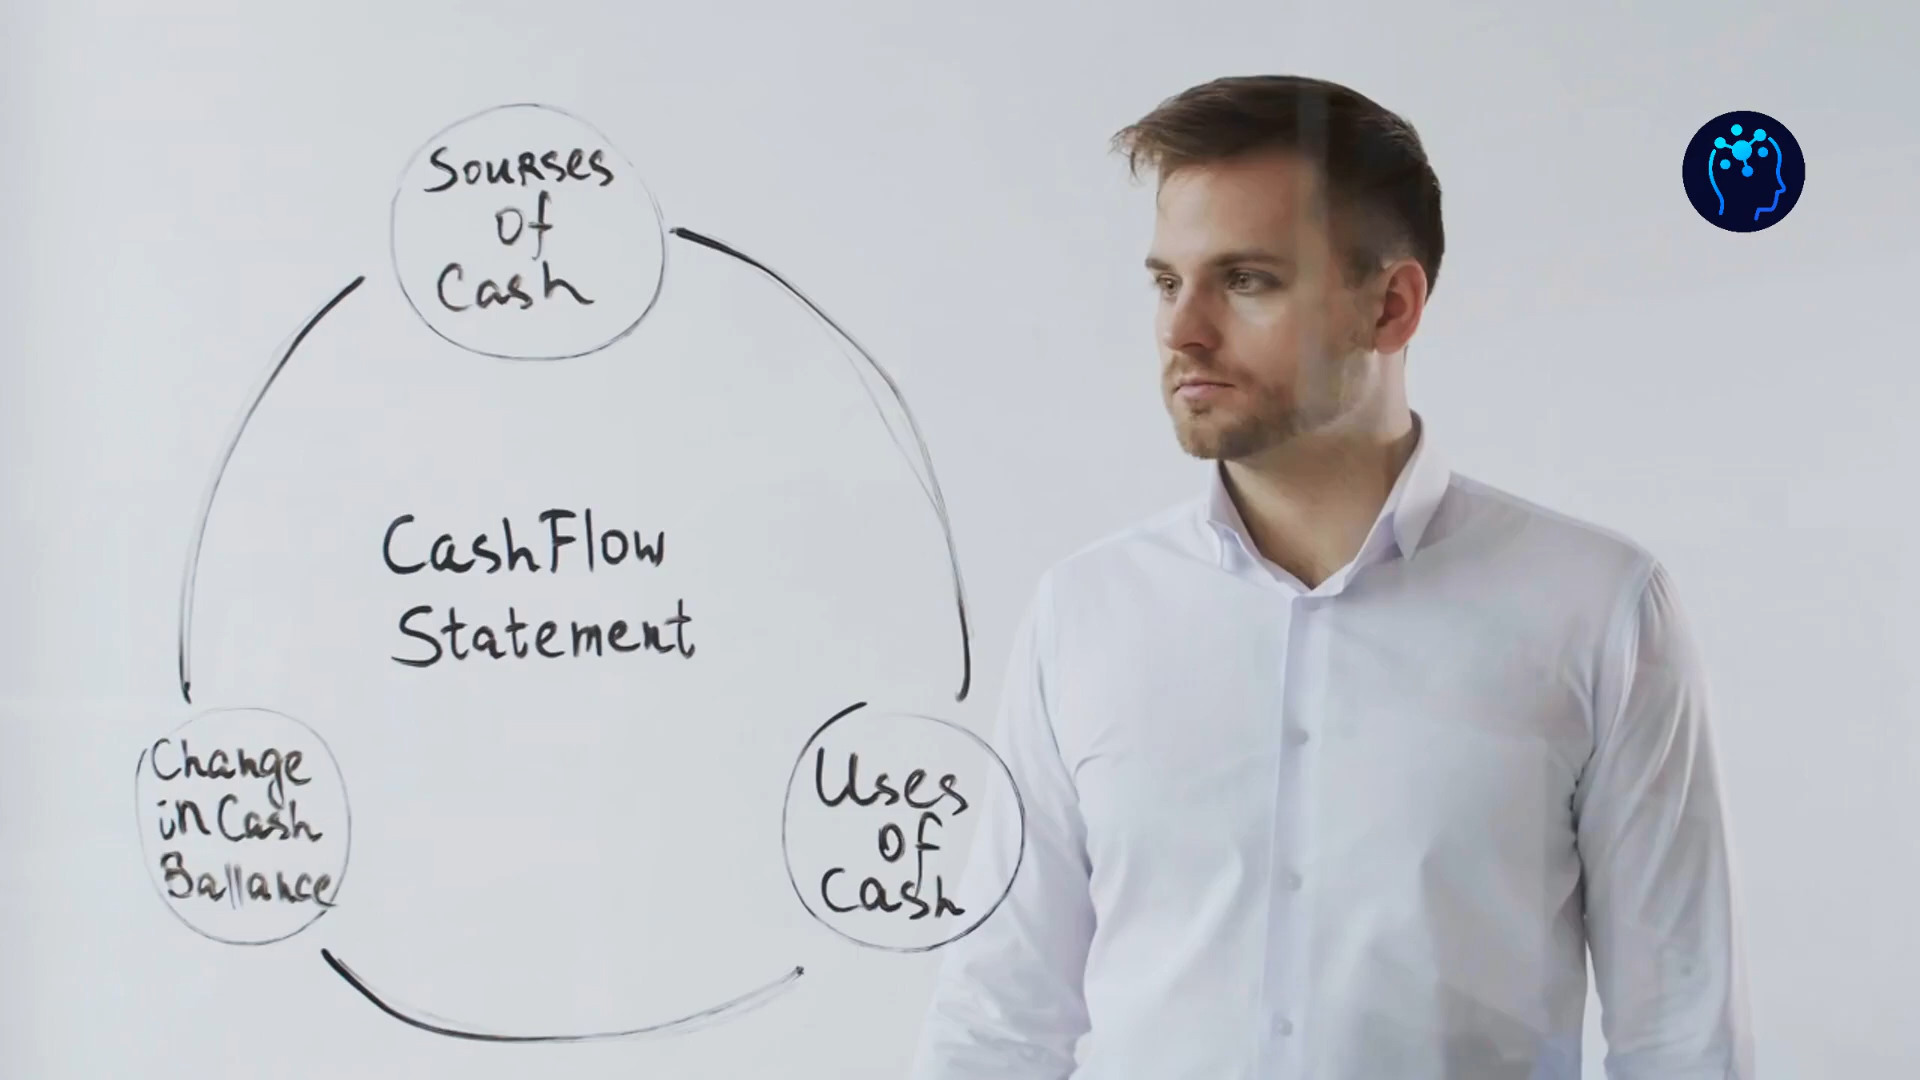 Sourses
Of
Cash
CashFlow
Statement
Change
in Cash
Ballance
Uses
Of
Cash